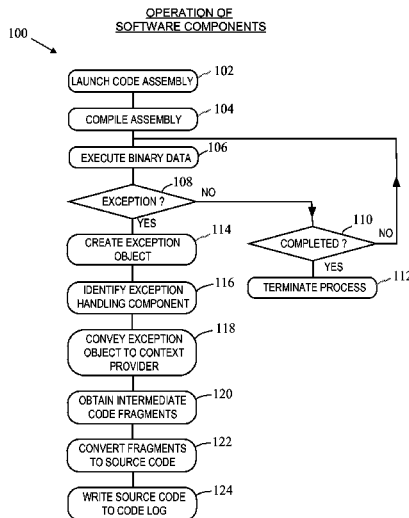 OPERATION OF
SOFTWARE COMPONENTS
100
LAUNCH CODE ASSEMBLY
102
COMPILE ASSEMBLY
104
EXECUTE BINARY DATA
106
EXCEPTION ?
108
NO
YES
COMPLETED ?
110
NO
YES
TERMINATE PROCESS
112
CREATE EXCEPTION
OBJECT
114
IDENTIFY EXCEPTION
HANDLING COMPONENT
116
CONVEY EXCEPTION
OBJECT TO CONTEXT
PROVIDER
118
OBTAIN INTERMEDIATE
CODE FRAGMENTS
120
CONVERT FRAGMENTS
TO SOURCE CODE
122
WRITE SOURCE CODE
TO CODE LOG
124